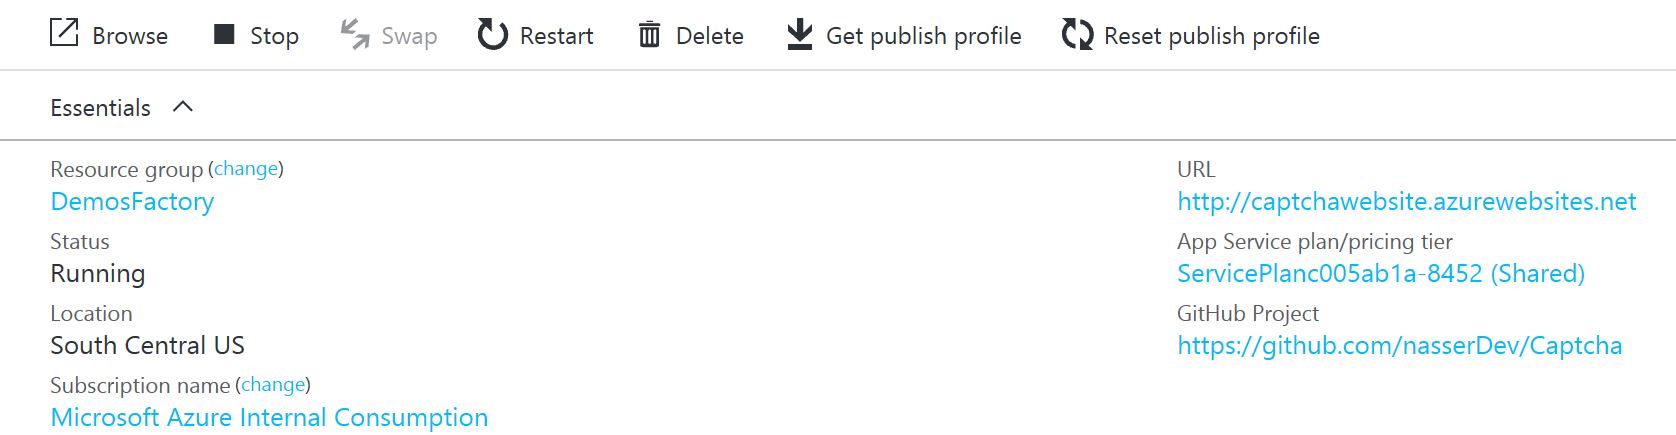 Browse Stop Swap Restart Delete Get publish profile Reset publish profile
Essentials
Resource group (change)
DemosFactory
Status
Running
Location
South Central US
Subscription name (change)
Microsoft Azure Internal Consumption
URL
http://captchawebsite.azurewebsites.net
App Service plan/pricing tier
ServicePlanc005ab1a-8452 (Shared)
GitHub Project
https://github.com/nasserDev/Captcha